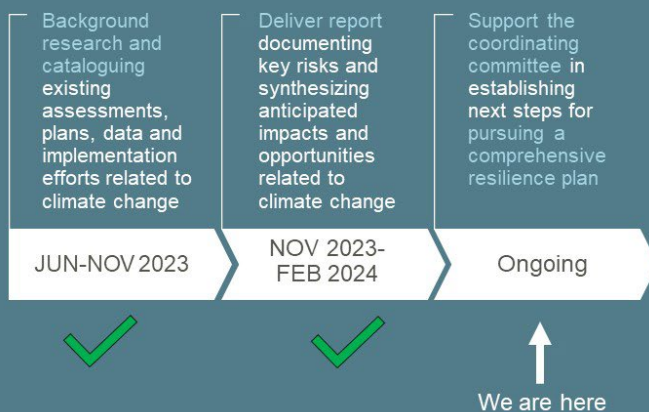 Background
research and
cataloguing
existing
assessments,
plans, data and
implementation
efforts related to
climate change
Deliver report
documenting
key risks and
synthesizing
anticipated
impacts and
opportunities
related to
climate change
Support the
coordinating
committee in
establishing
next steps for
pursuing a
comprehensive
resilience plan
JUN-NOV 2023
NOV 2023-
FEB 2024
Ongoing
We are here